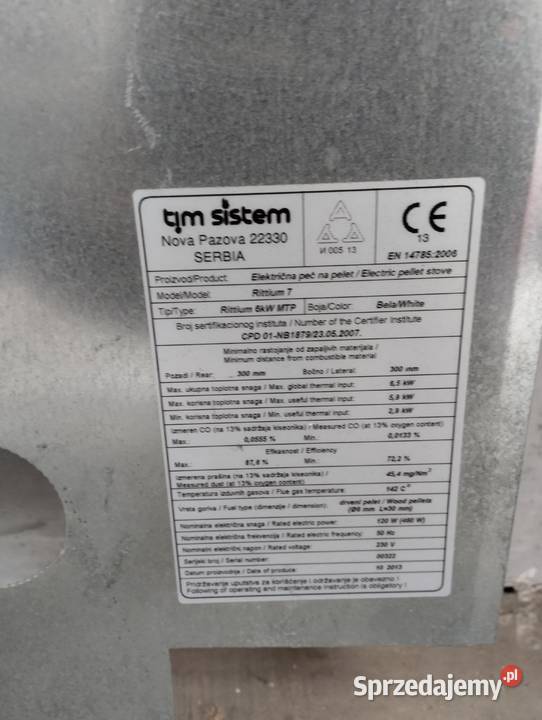 tim sistem
Nova Pazova 22330
SERBIA
И 005 13
CE
13
EN 14785:2006
Proizvod/Product: Električna peč na pelet / Electric pellet stove
Model/Model: Rittium 7
Tip/Type: Rittium 6kW MTP Boja/Color: Bela/White
Broj sertifikacionog instituta / Number of the Certifier Institute
CPD 01-NB1879/23.05.2007.
Minimalno rastojanje od zapaljivih materijala /
Minimum distance from combustible material
Pozadi / Rear: 300 mm Bočno / Lateral: 300 mm
Max. ukupna toplotna snaga / Max. global thermal input: 6,5 kW
Max. korisna toplotna snaga / Max. useful thermal input: 5,9 kW
Min. korisna toplotna snaga / Min. useful thermal input: 2,9 kW
Izmeren CO (na 13% sadržaja kiseonika) - Measured CO (at 13% oxygen content)
Max.: 0,0555 % Min.: 0,0133 %
Efikasnost / Efficiency
Max.: 87,6 % Min.: 72,2 %
Izmerena prašina (na 13% sadržaja kiseonika) /
Measured dust (at 13% oxygen content) 45,4 mg/Nm³
Temperatura izduvnih gasova / Flue gas temperature: 142 C°
Vrsta goriva / Fuel type (dimenzije / dimension): drveni pelet / Wood pellets
(Ø6 mm L=30 mm)
Nominalna električna snaga / Rated electric power: 120 W (480 W)
Nominalna električna frekvencija / Rated electric frequency: 50 Hz
Nominalni električni napon / Rated voltage: 230 V
Serijski broj / Serial number: 00322
Datum proizvodnje / Date of produce: 10 2013
Pridržavanje uputstva za korišćenje i održavanje je obavezno !
Following of operating and maintenance instruction is obligatory !
Sprzedajemy.pl